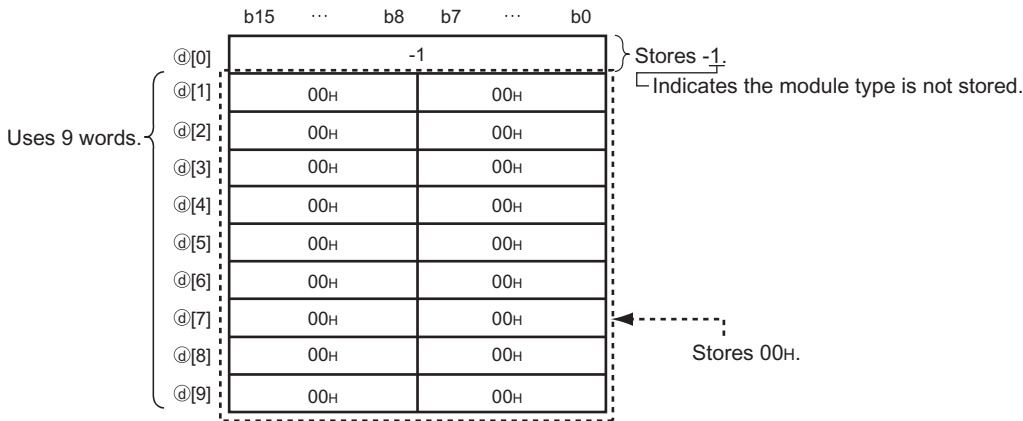 b15 ··· b8 b7 ··· b0
ⓓ[0] -1 Stores -1.
ⓓ[1] 00H 00H Indicates the module type is not stored.
Uses 9 words. ⓓ[2] 00H 00H
ⓓ[3] 00H 00H
ⓓ[4] 00H 00H
ⓓ[5] 00H 00H
ⓓ[6] 00H 00H
ⓓ[7] 00H 00H
ⓓ[8] 00H 00H Stores 00H.
ⓓ[9] 00H 00H